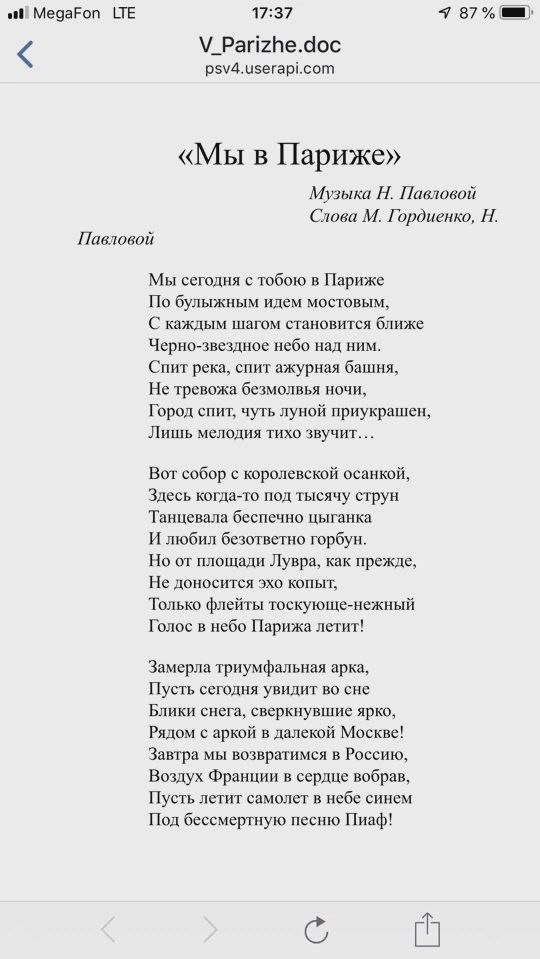 MegaFon LTE 17:37 87 %
V_Parizhe.doc
psv4.userapi.com
«Мы в Париже»
Музыка Н. Павловой
Слова М. Гордиенко, Н.
Павловой
Мы сегодня с тобою в Париже
По булыжным идем мостовым,
С каждым шагом становится ближе
Черно-звездное небо над ним.
Спит река, спит ажурная башня,
Не тревожа безмолвья ночи,
Город спит, чуть луной приукрашен,
Лишь мелодия тихо звучит…
Вот собор с королевской осанкой,
Здесь когда-то под тысячу струн
Танцевала беспечно цыганка
И любил безответно горбун.
Но от площади Лувра, как прежде,
Не доносится эхо копыт,
Только флейты тоскующе-нежный
Голос в небо Парижа летит!
Замерла триумфальная арка,
Пусть сегодня увидит во сне
Блики снега, сверкнувшие ярко,
Рядом с аркой в далекой Москве!
Завтра мы возвратимся в Россию,
Воздух Франции в сердце вобрав,
Пусть летит самолет в небе синем
Под бессмертную песню Пиаф!